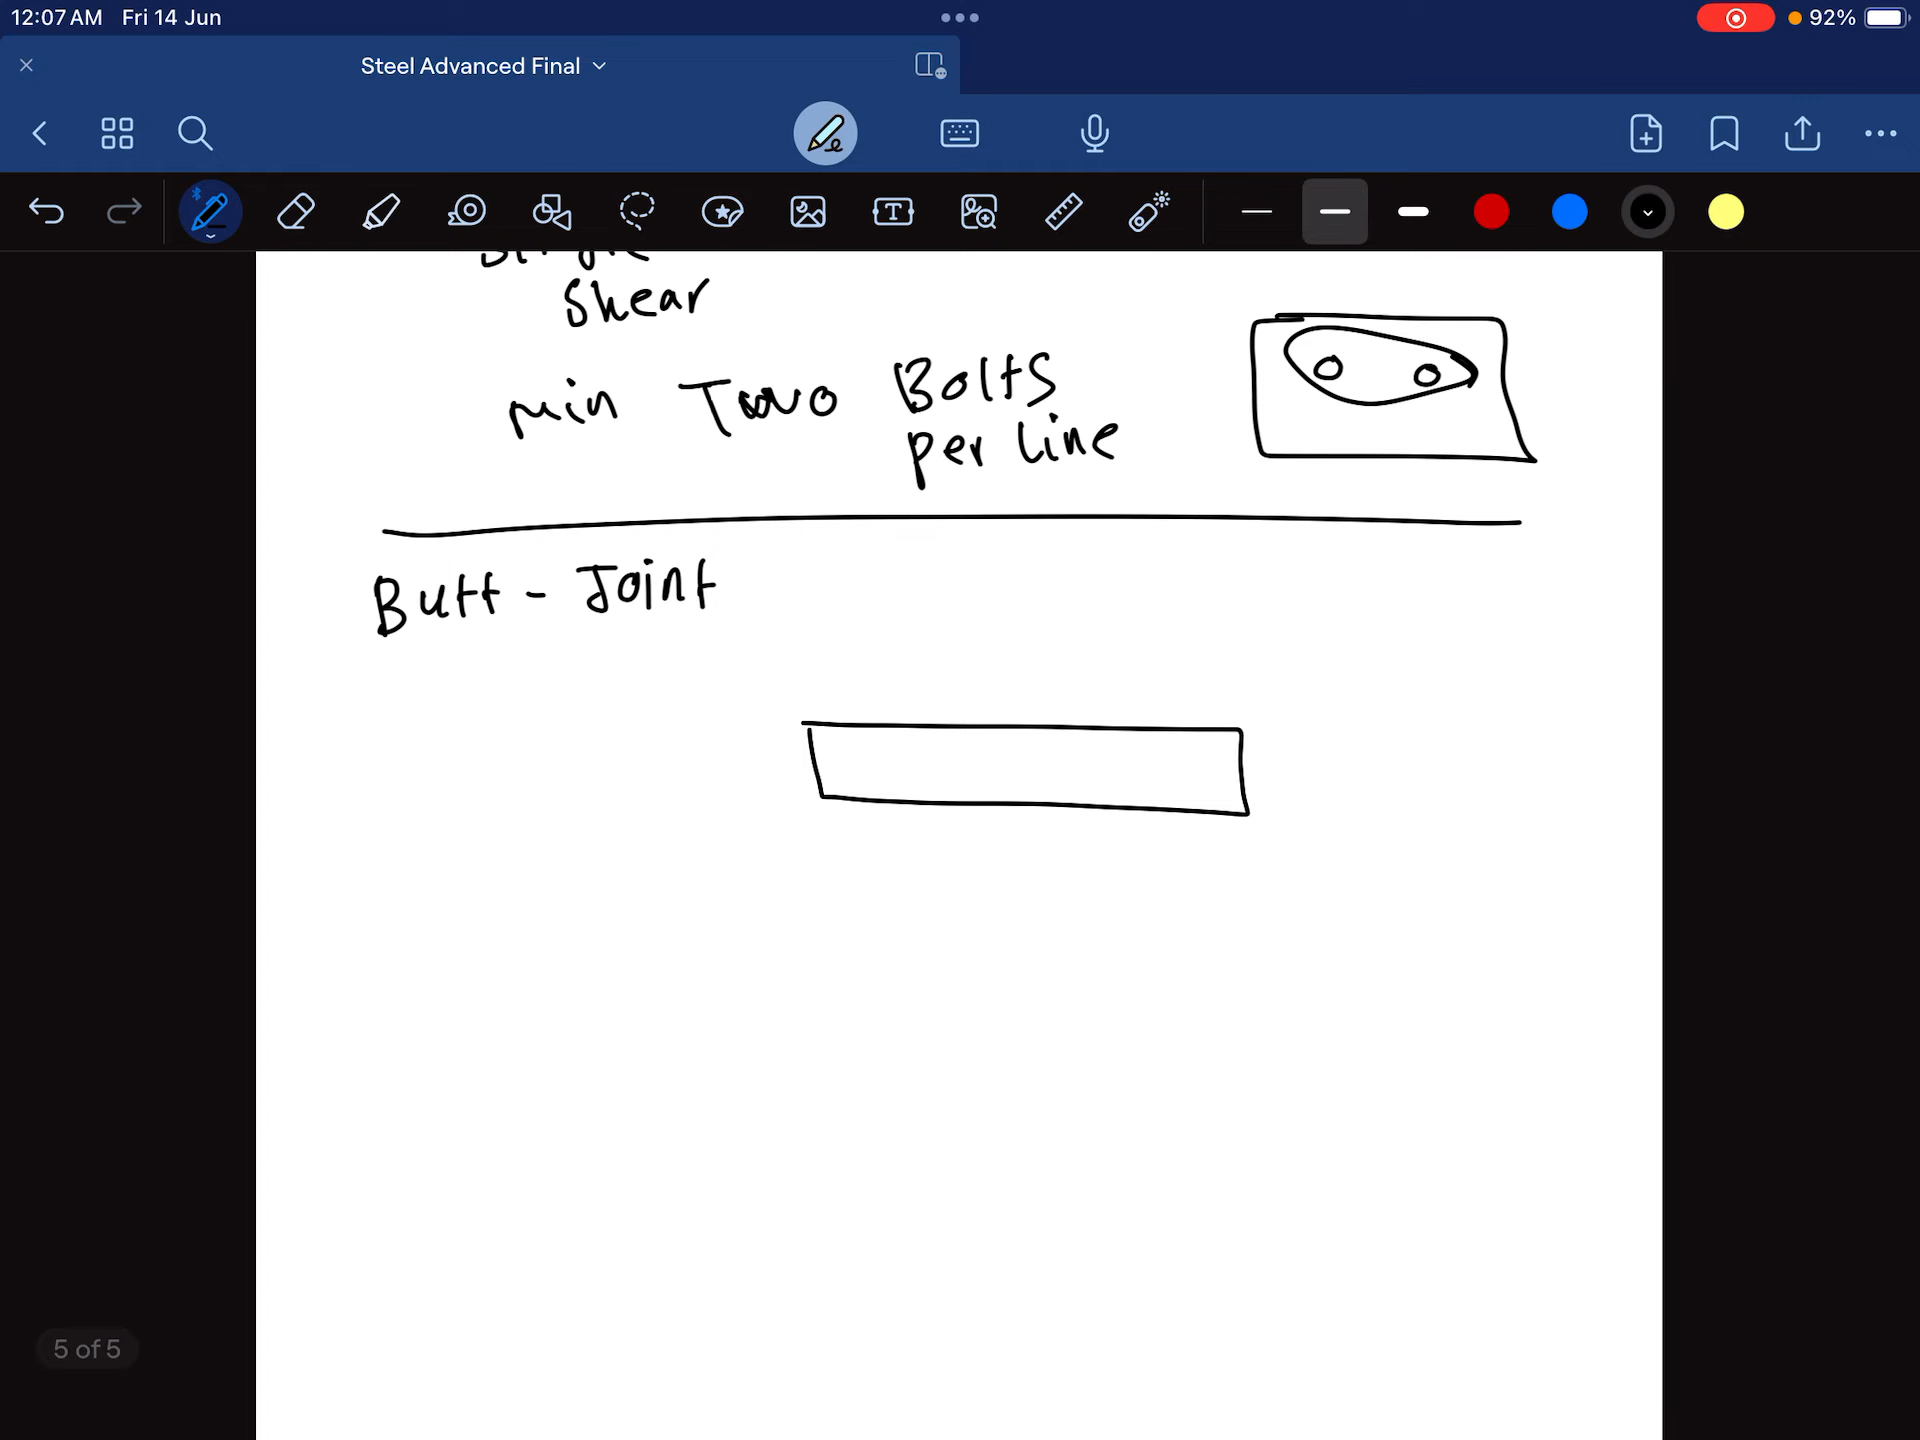 12:07 AM Fri 14 Jun
92%
Steel Advanced Final
Shear
min Two Bolts
per line
Butt - Joint
5 of 5